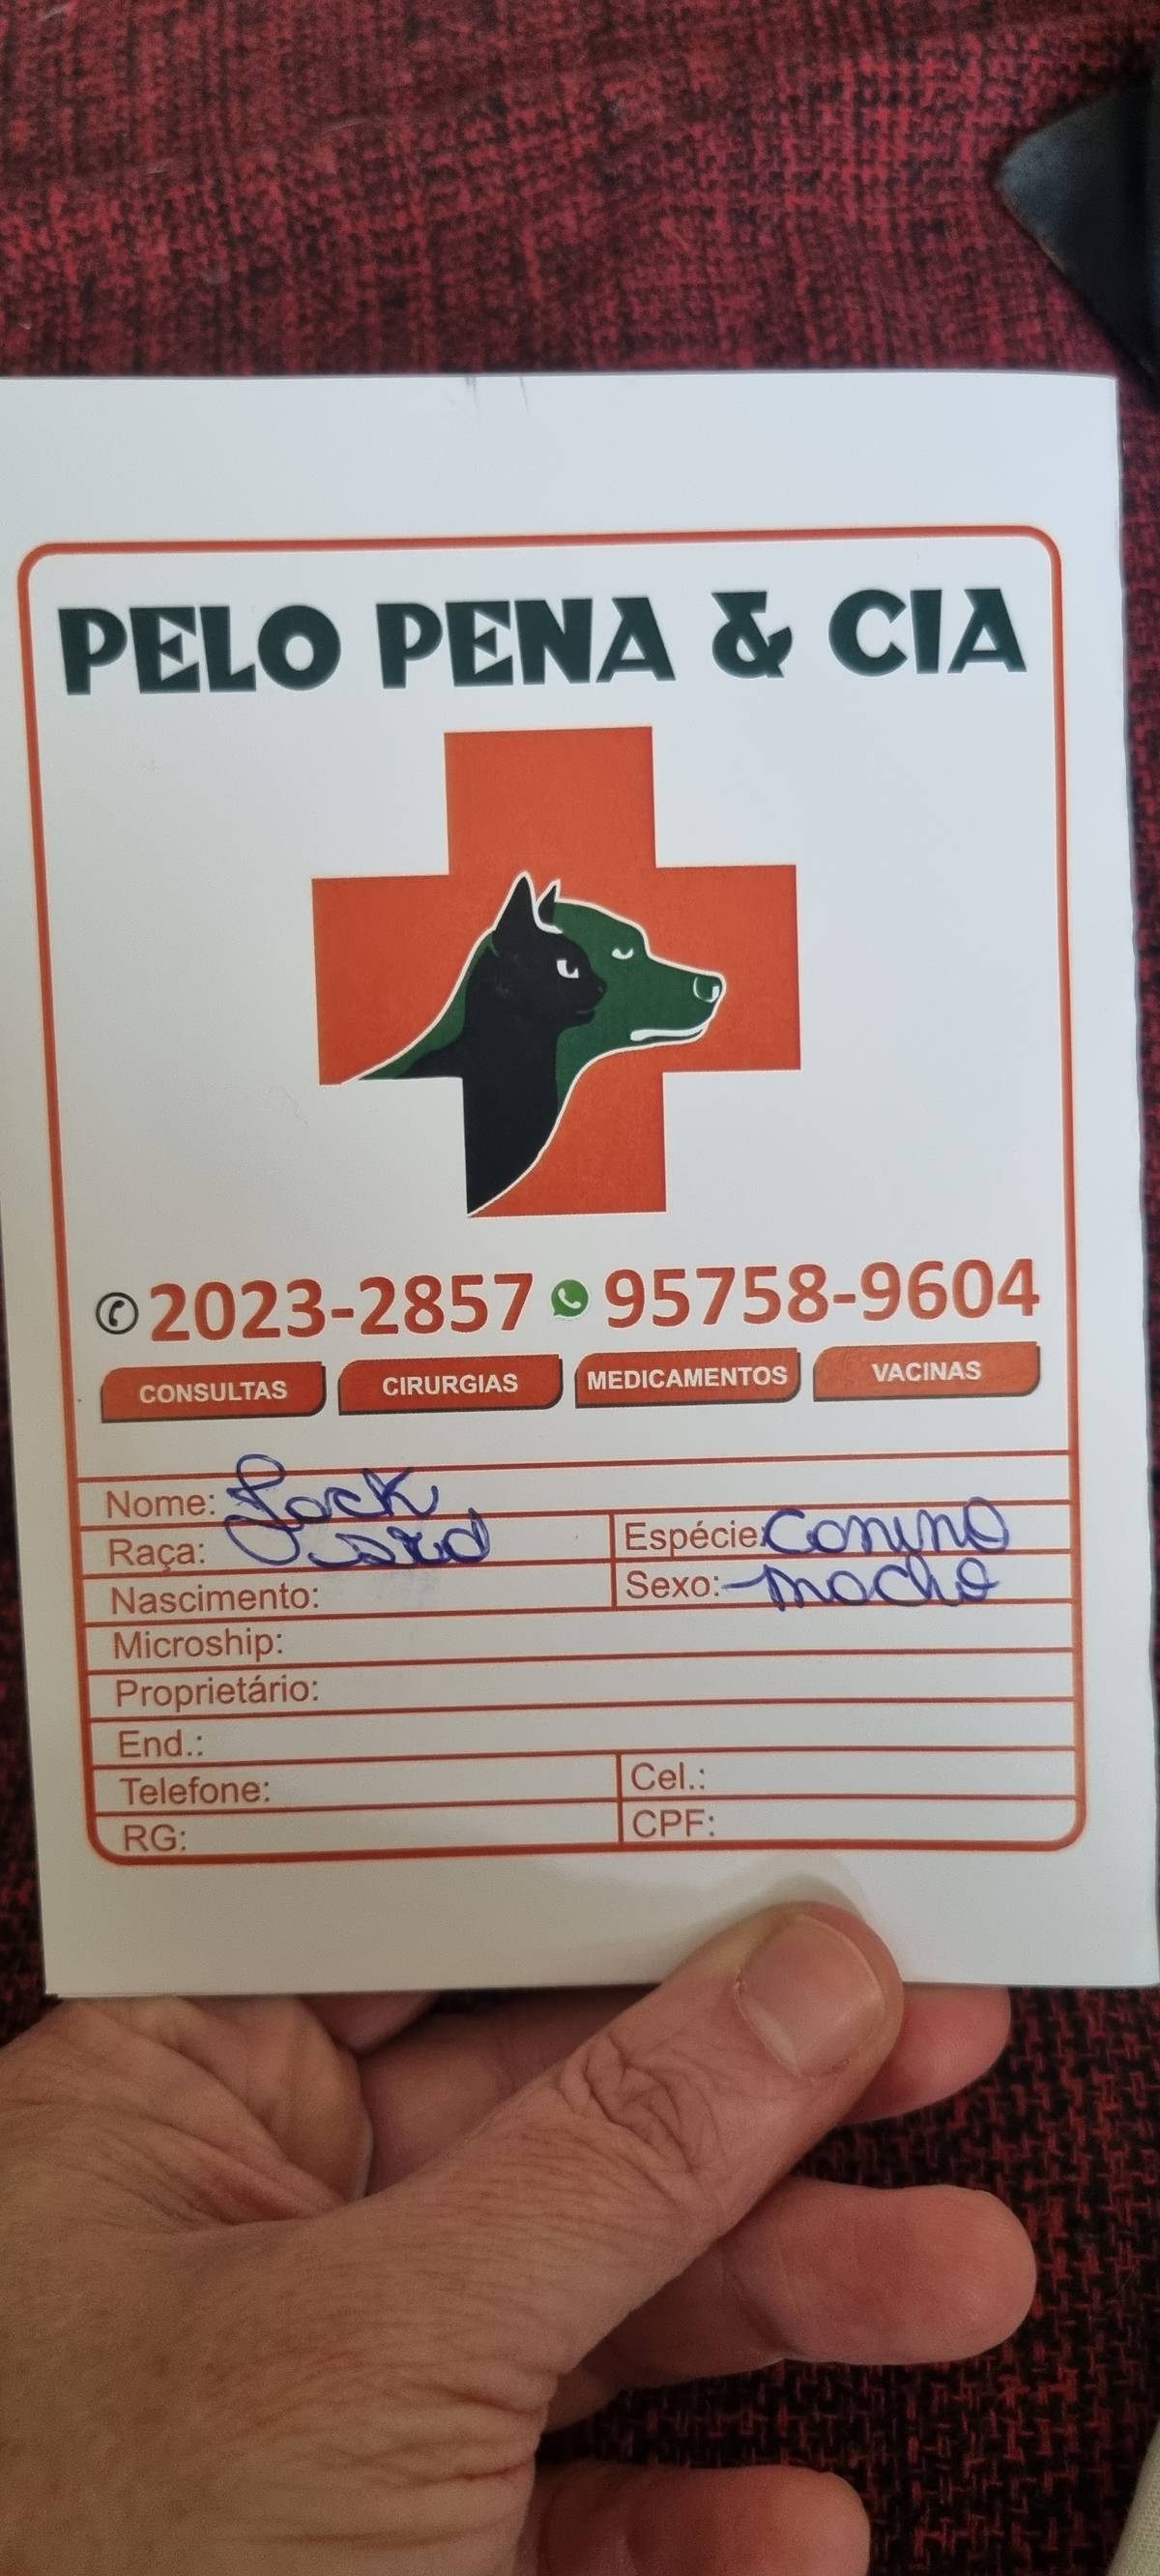 PELO PENA & CIA
2023-2857 95758-9604
CONSULTAS CIRURGIAS MEDICAMENTOS VACINAS
Nome: Jack
Raça: Espécie: Canino
Nascimento: Sexo: macho
Microship:
Proprietário:
End.:
Telefone: Cel.:
RG: CPF: